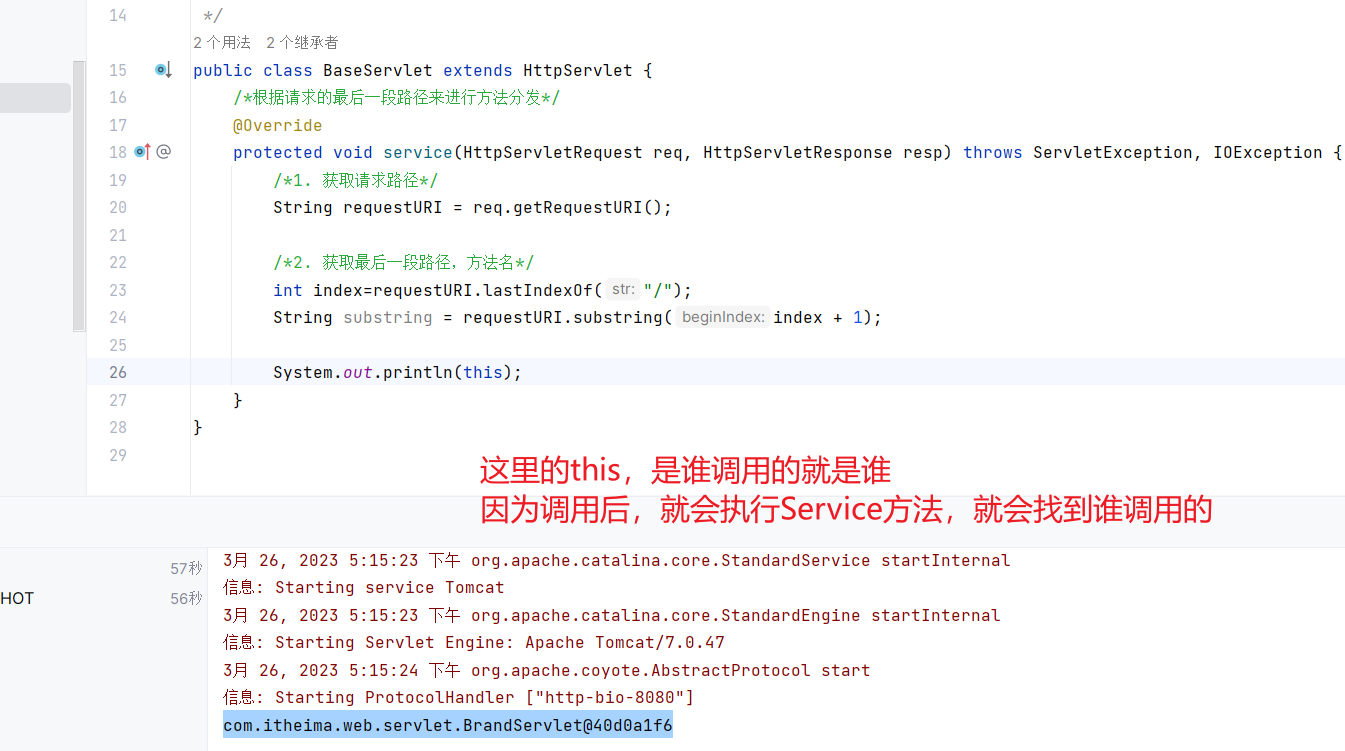 14 */
2 个用法 2 个继承者
15 public class BaseServlet extends HttpServlet {
16 /*根据请求的最后一段路径来进行方法分发*/
17 @Override
18 @ protected void service(HttpServletRequest req, HttpServletResponse resp) throws ServletException, IOException {
19 /*1. 获取请求路径*/
20 String requestURI = req.getRequestURI();
21
22 /*2. 获取最后一段路径，方法名*/
23 int index=requestURI.lastIndexOf( str: "/");
24 String substring = requestURI.substring( beginIndex: index + 1);
25
26 System.out.println(this);
27 }
28 }
29
这里的this，是谁调用的就是谁
因为调用后，就会执行Service方法，就会找到谁调用的
57秒
HOT 56秒
3月 26, 2023 5:15:23 下午 org.apache.catalina.core.StandardService startInternal
信息: Starting service Tomcat
3月 26, 2023 5:15:23 下午 org.apache.catalina.core.StandardEngine startInternal
信息: Starting Servlet Engine: Apache Tomcat/7.0.47
3月 26, 2023 5:15:24 下午 org.apache.coyote.AbstractProtocol start
信息: Starting ProtocolHandler ["http-bio-8080"]
com.itheima.web.servlet.BrandServlet@40d0a1f6